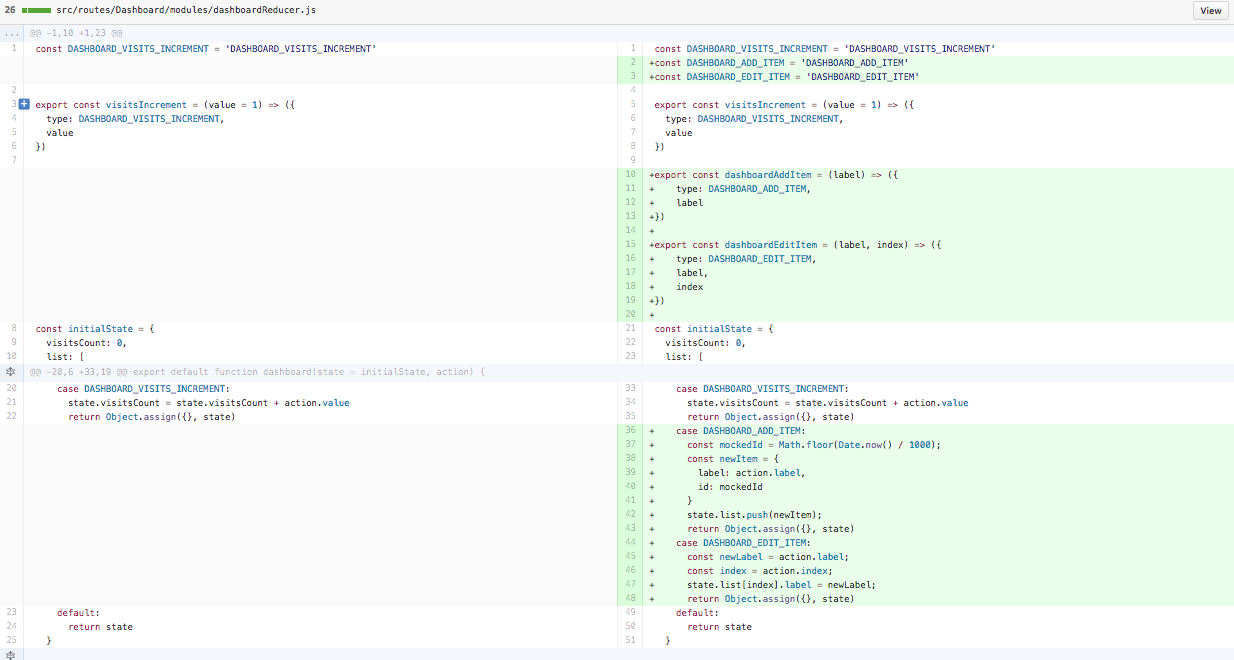 26 src/routes/Dashboard/modules/dashboardReducer.js View
... @@ -1,10 +1,23 @@
1 const DASHBOARD_VISITS_INCREMENT = 'DASHBOARD_VISITS_INCREMENT' 1 const DASHBOARD_VISITS_INCREMENT = 'DASHBOARD_VISITS_INCREMENT'
2 +const DASHBOARD_ADD_ITEM = 'DASHBOARD_ADD_ITEM'
3 +const DASHBOARD_EDIT_ITEM = 'DASHBOARD_EDIT_ITEM'
2 4
3 + export const visitsIncrement = (value = 1) => ({ 5 export const visitsIncrement = (value = 1) => ({
4 type: DASHBOARD_VISITS_INCREMENT, 6 type: DASHBOARD_VISITS_INCREMENT,
5 value 7 value
6 }) 8 })
7 9
10 +export const dashboardAddItem = (label) => ({
11 + type: DASHBOARD_ADD_ITEM,
12 + label
13 +})
14 +
15 +export const dashboardEditItem = (label, index) => ({
16 + type: DASHBOARD_EDIT_ITEM,
17 + label,
18 + index
19 +})
20 +
8 const initialState = { 21 const initialState = {
9 visitsCount: 0, 22 visitsCount: 0,
10 list: [ 23 list: [
@@ -20,6 +33,19 @@ export default function dashboard(state = initialState, action) {
20 case DASHBOARD_VISITS_INCREMENT: 33 case DASHBOARD_VISITS_INCREMENT:
21 state.visitsCount = state.visitsCount + action.value 34 state.visitsCount = state.visitsCount + action.value
22 return Object.assign({}, state) 35 return Object.assign({}, state)
36 + case DASHBOARD_ADD_ITEM:
37 + const mockedId = Math.floor(Date.now() / 1000);
38 + const newItem = {
39 + label: action.label,
40 + id: mockedId
41 + }
42 + state.list.push(newItem);
43 + return Object.assign({}, state)
44 + case DASHBOARD_EDIT_ITEM:
45 + const newLabel = action.label;
46 + const index = action.index;
47 + state.list[index].label = newLabel;
48 + return Object.assign({}, state)
23 default: 49 default:
24 return state 50 return state
25 } 51 }